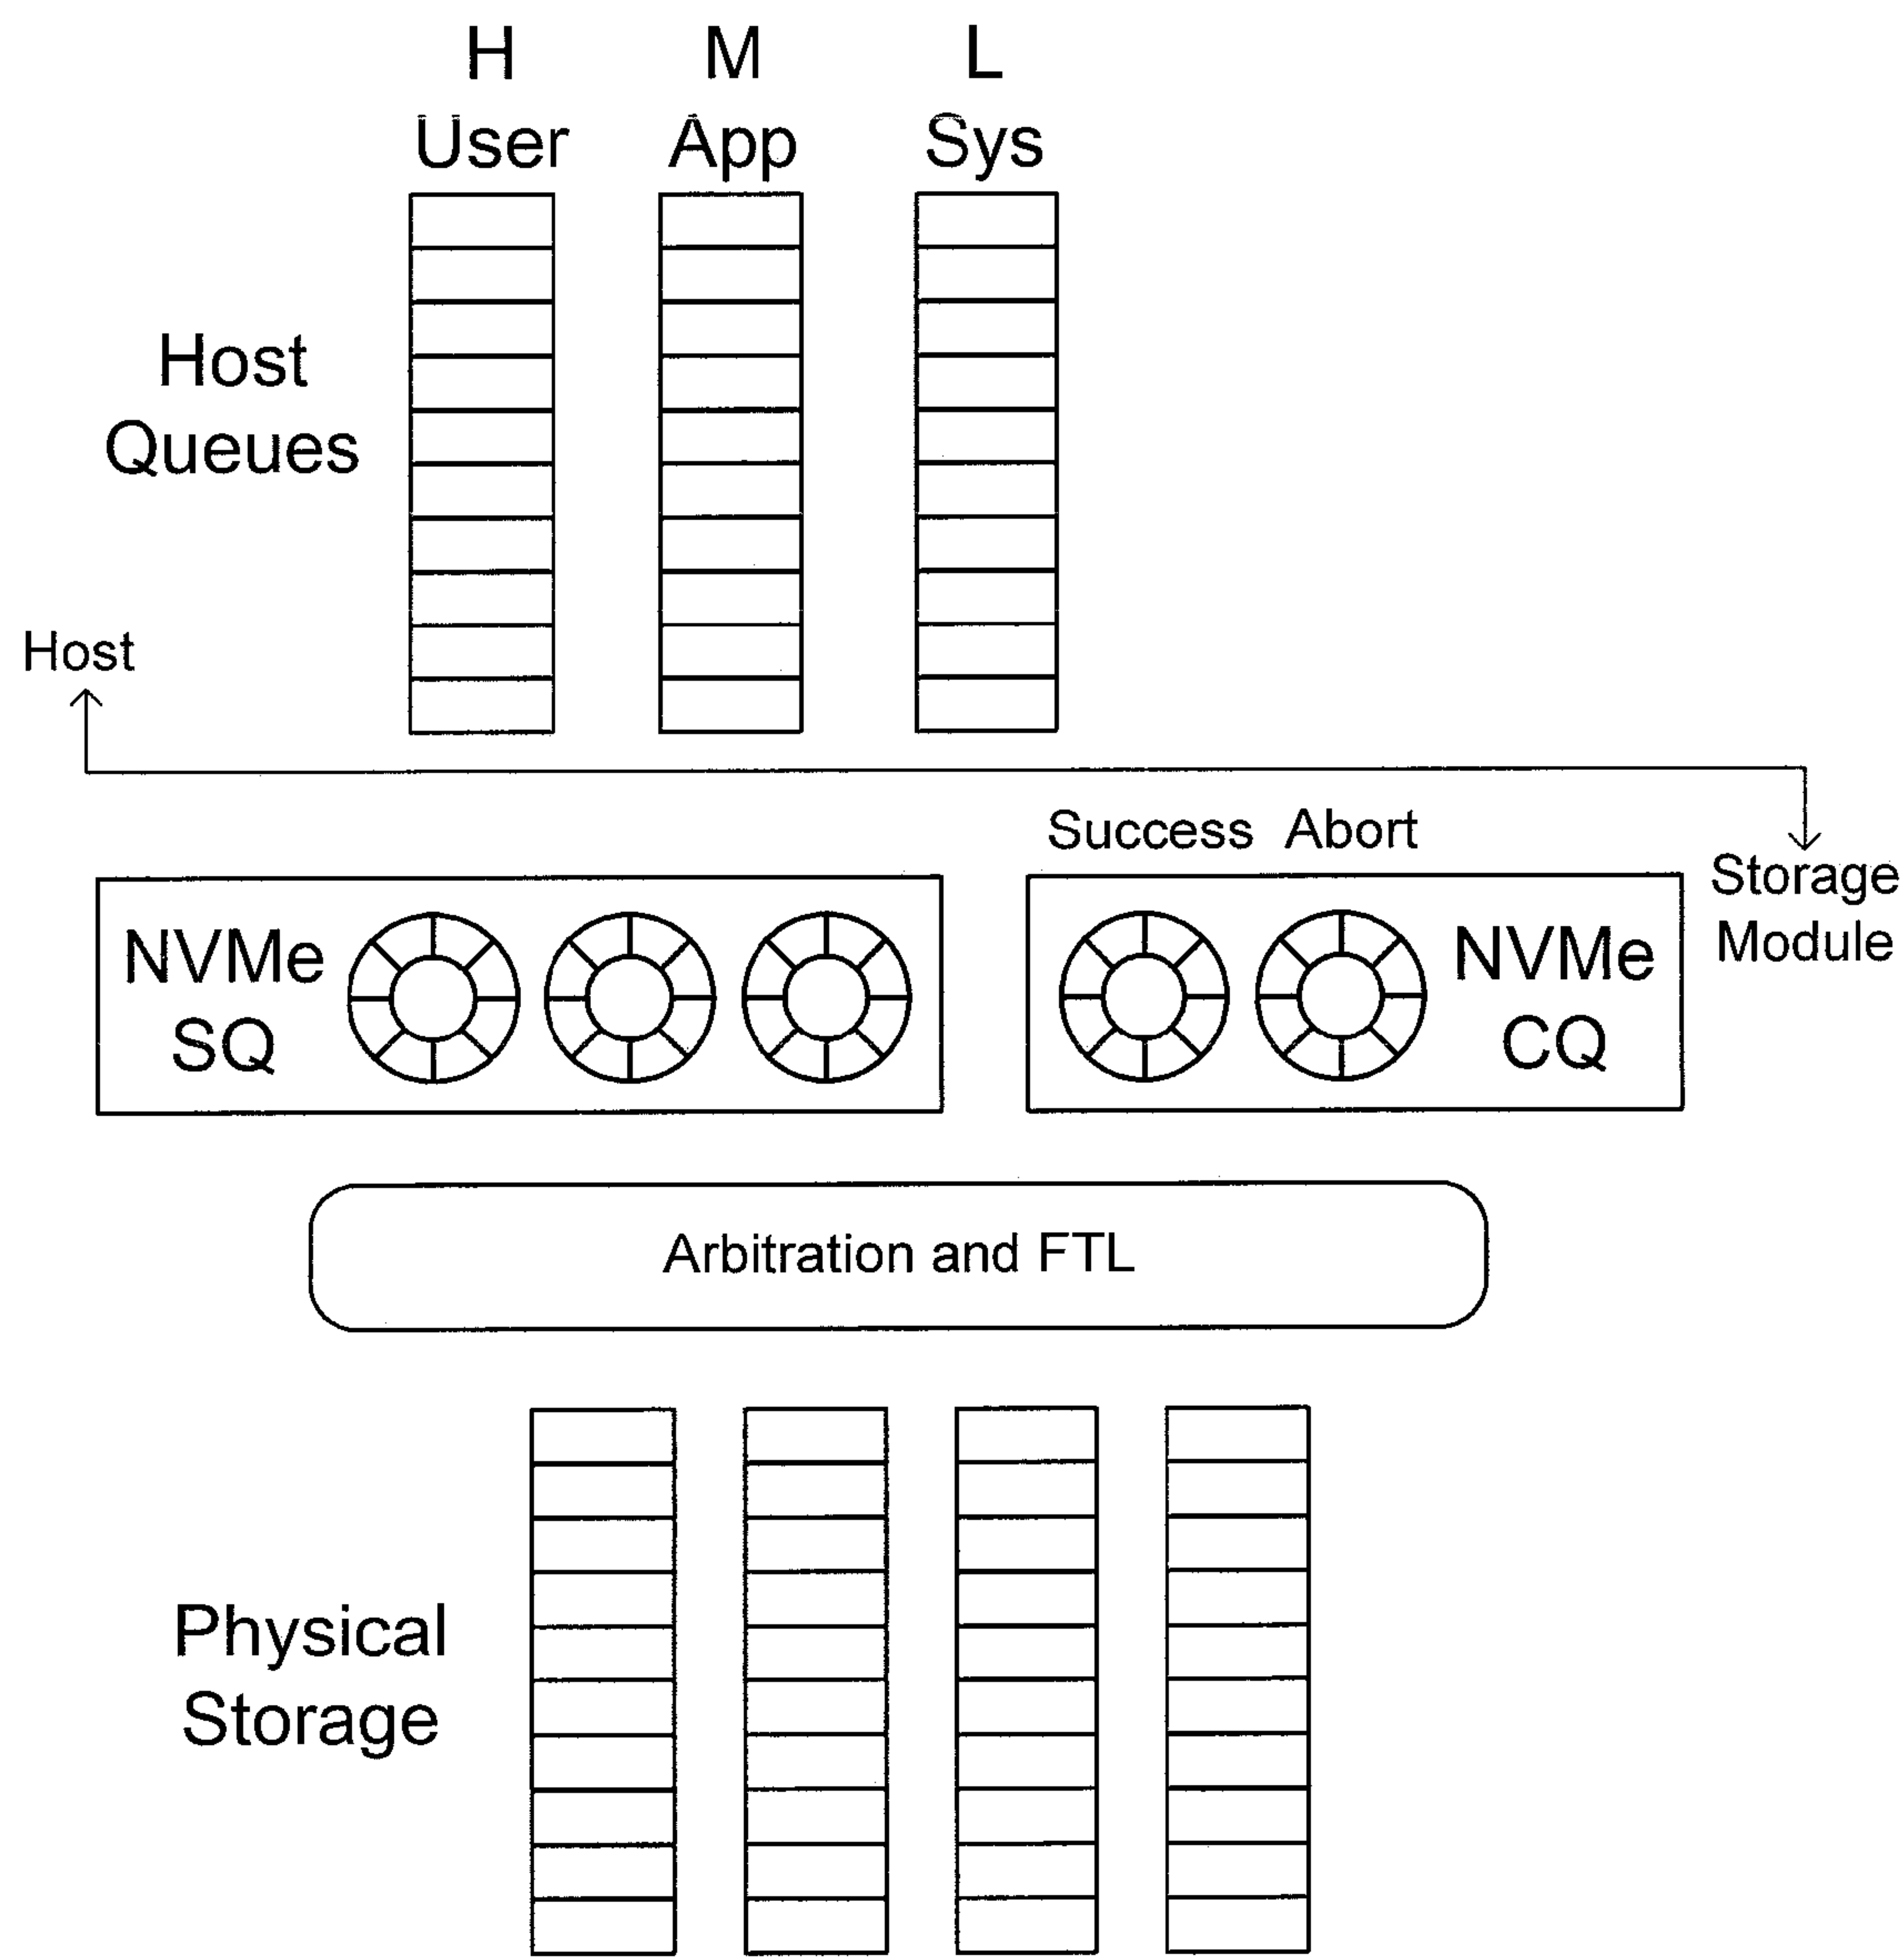 H M L
User App Sys
Host
Queues
Host
Success Abort
Storage
Module
NVMe
SQ
NVMe
CQ
Arbitration and FTL
Physical
Storage